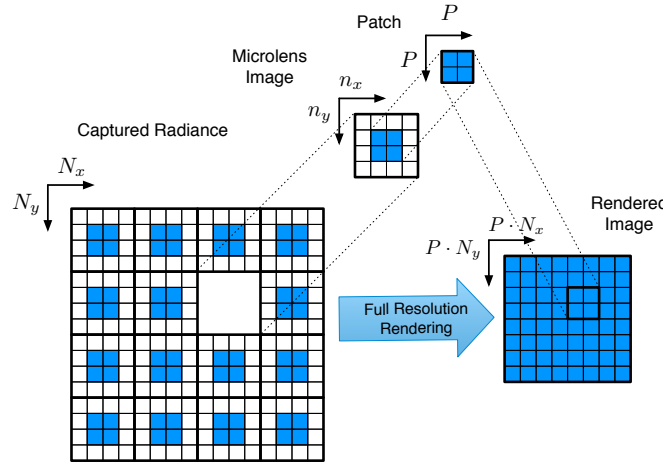 Patch
P
P
Microlens
Image
n_x
n_y
Captured Radiance
N_x
N_y
Rendered
Image
P · N_x
P · N_y
Full Resolution
Rendering